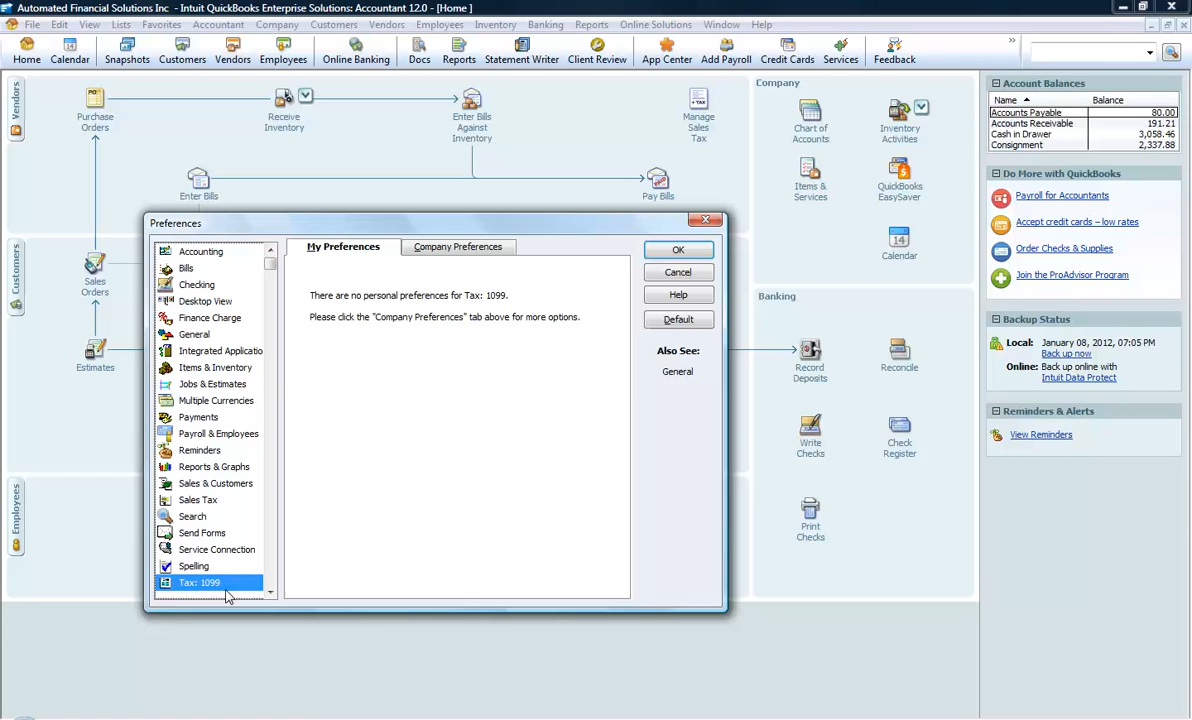 Automated Financial Solutions Inc - Intuit QuickBooks Enterprise Solutions: Accountant 12.0 - [Home ]
File Edit View Lists Favorites Accountant Company Customers Vendors Employees Inventory Banking Reports Online Solutions Window Help
Home Calendar Snapshots Customers Vendors Employees Online Banking Docs Reports Statement Writer Client Review App Center Add Payroll Credit Cards Services Feedback
Vendors
Purchase
Orders
Receive
Inventory
Enter Bills
Against
Inventory
Manage
Sales
Tax
Enter Bills
Pay Bills
Customers
Sales
Orders
Estimates
Employees
Preferences
Accounting
Bills
Checking
Desktop View
Finance Charge
General
Integrated Applicatio
Items & Inventory
Jobs & Estimates
Multiple Currencies
Payments
Payroll & Employees
Reminders
Reports & Graphs
Sales & Customers
Sales Tax
Search
Send Forms
Service Connection
Spelling
Tax: 1099
My Preferences Company Preferences
There are no personal preferences for Tax: 1099.
Please click the "Company Preferences" tab above for more options.
OK
Cancel
Help
Default
Also See:
General
Company
Chart of
Accounts
Inventory
Activities
Items &
Services
QuickBooks
EasySaver
Calendar
Banking
Record
Deposits
Reconcile
Write
Checks
Check
Register
Print
Checks
Account Balances
Name Balance
Accounts Payable 80.00
Accounts Receivable 191.21
Cash in Drawer 3,058.46
Consignment 2,337.88
Do More with QuickBooks
Payroll for Accountants
Accept credit cards – low rates
Order Checks & Supplies
Join the ProAdvisor Program
Backup Status
Local: January 08, 2012, 07:05 PM
Back up now
Online: Back up online with
Intuit Data Protect
Reminders & Alerts
View Reminders